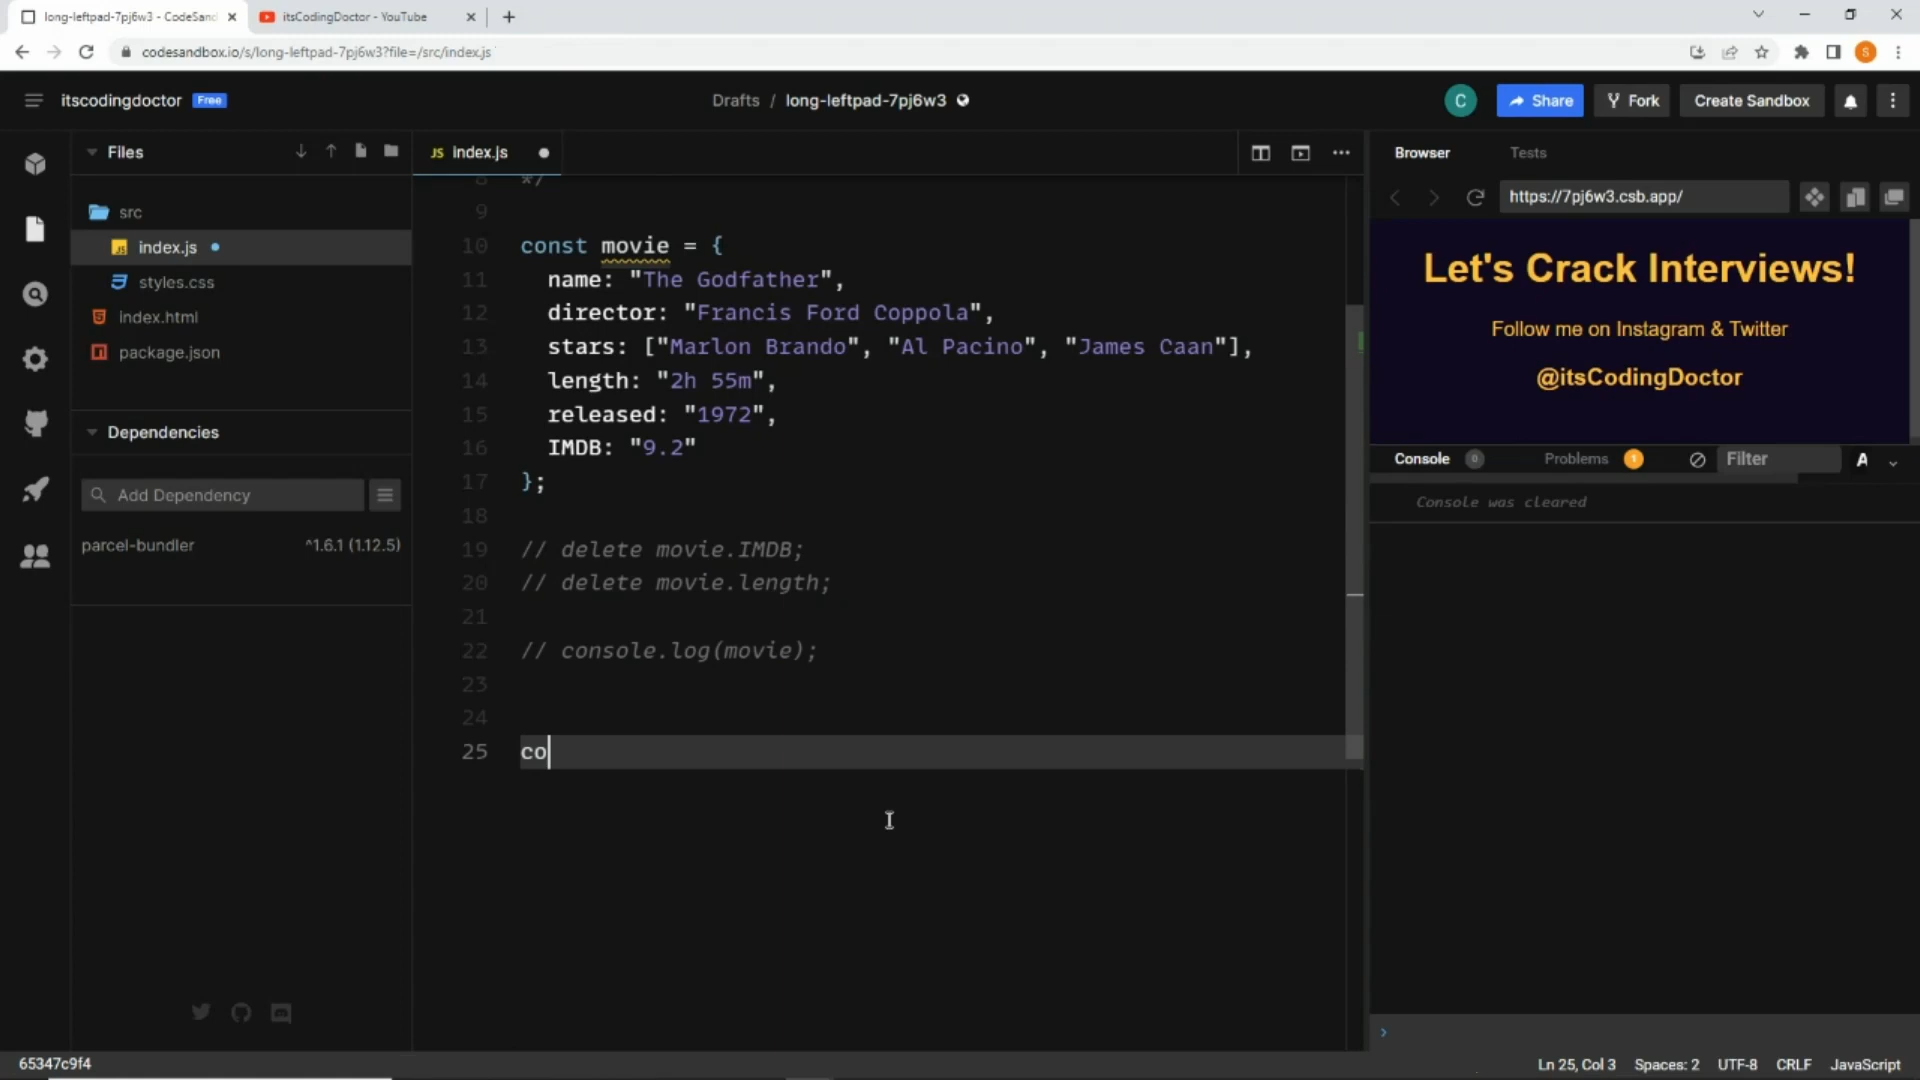 long-leftpad-7pj6w3 - CodeSand
itsCodingDoctor - YouTube
codesandbox.io/s/long-leftpad-7pj6w3?file=/src/index.js
S
itscodingdoctor Free
Drafts / long-leftpad-7pj6w3
C
Share
Fork
Create Sandbox
Files
src
index.js
styles.css
index.html
package.json
Dependencies
Add Dependency
parcel-bundler ^1.6.1 (1.12.5)
JS index.js
8 */
9
10 const movie = {
11 name: "The Godfather",
12 director: "Francis Ford Coppola",
13 stars: ["Marlon Brando", "Al Pacino", "James Caan"],
14 length: "2h 55m",
15 released: "1972",
16 IMDB: "9.2"
17 };
18
19 // delete movie.IMDB;
20 // delete movie.length;
21
22 // console.log(movie);
23
24
25 co
Browser Tests
https://7pj6w3.csb.app/
Let's Crack Interviews!
Follow me on Instagram & Twitter
@itsCodingDoctor
Console 0 Problems 1 Filter A
Console was cleared
65347c9f4
Ln 25, Col 3 Spaces: 2 UTF-8 CRLF JavaScript